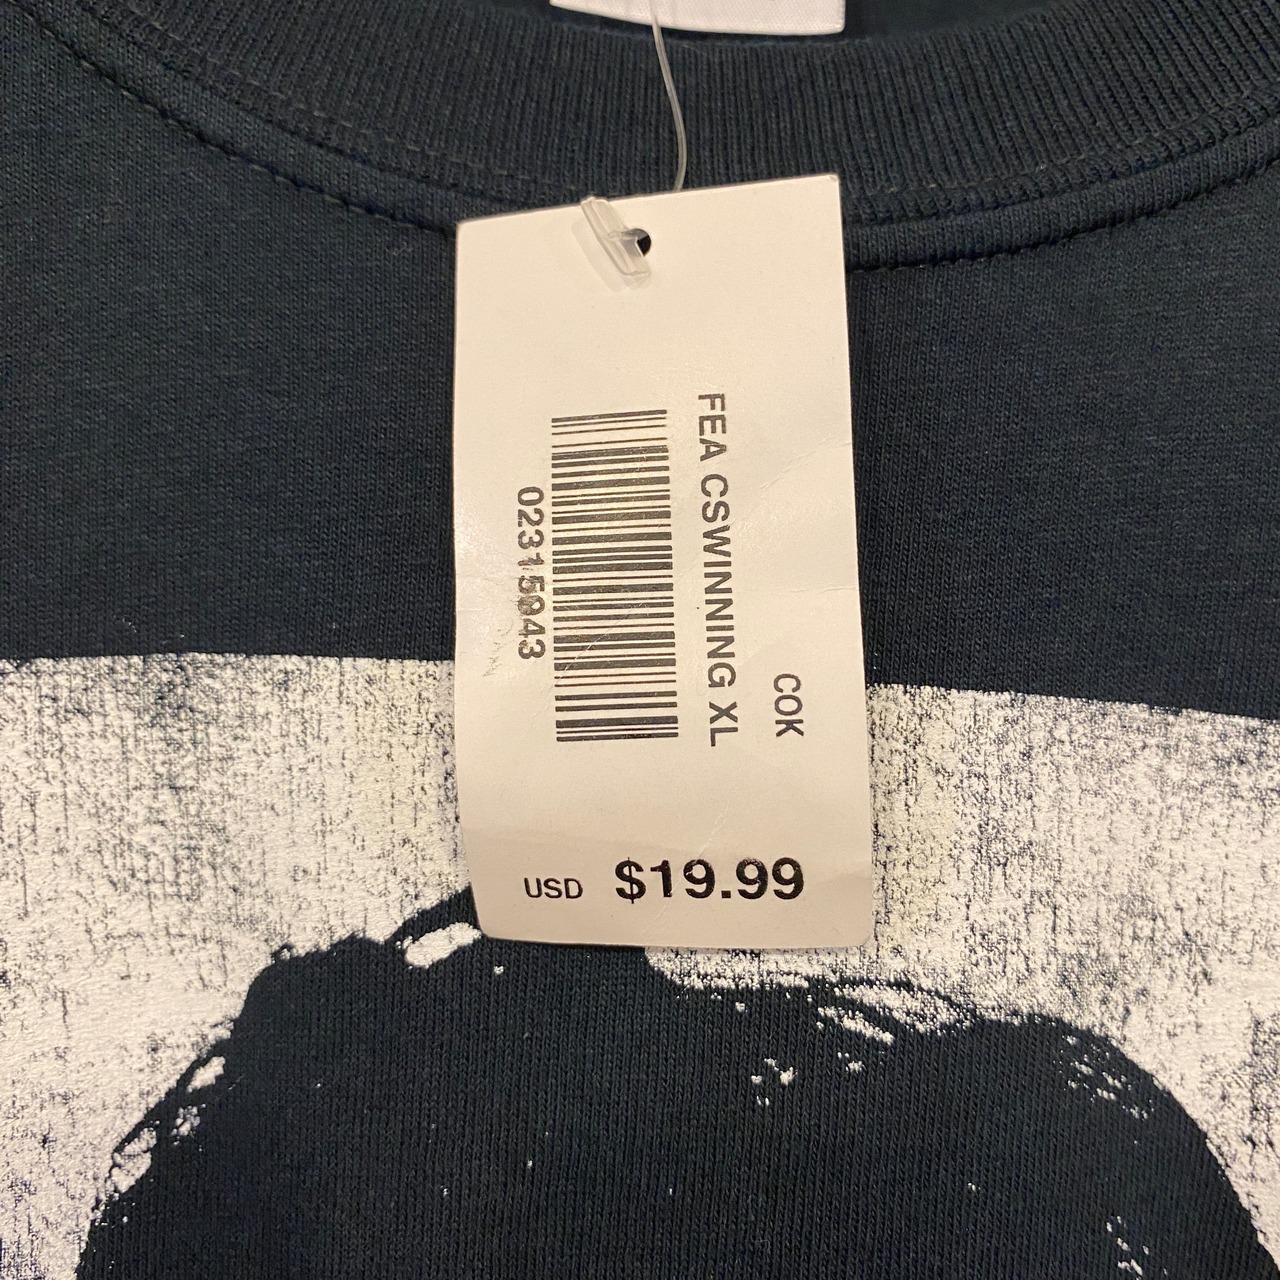 COK
FEA CSWINNING XL
02315043
USD $19.99